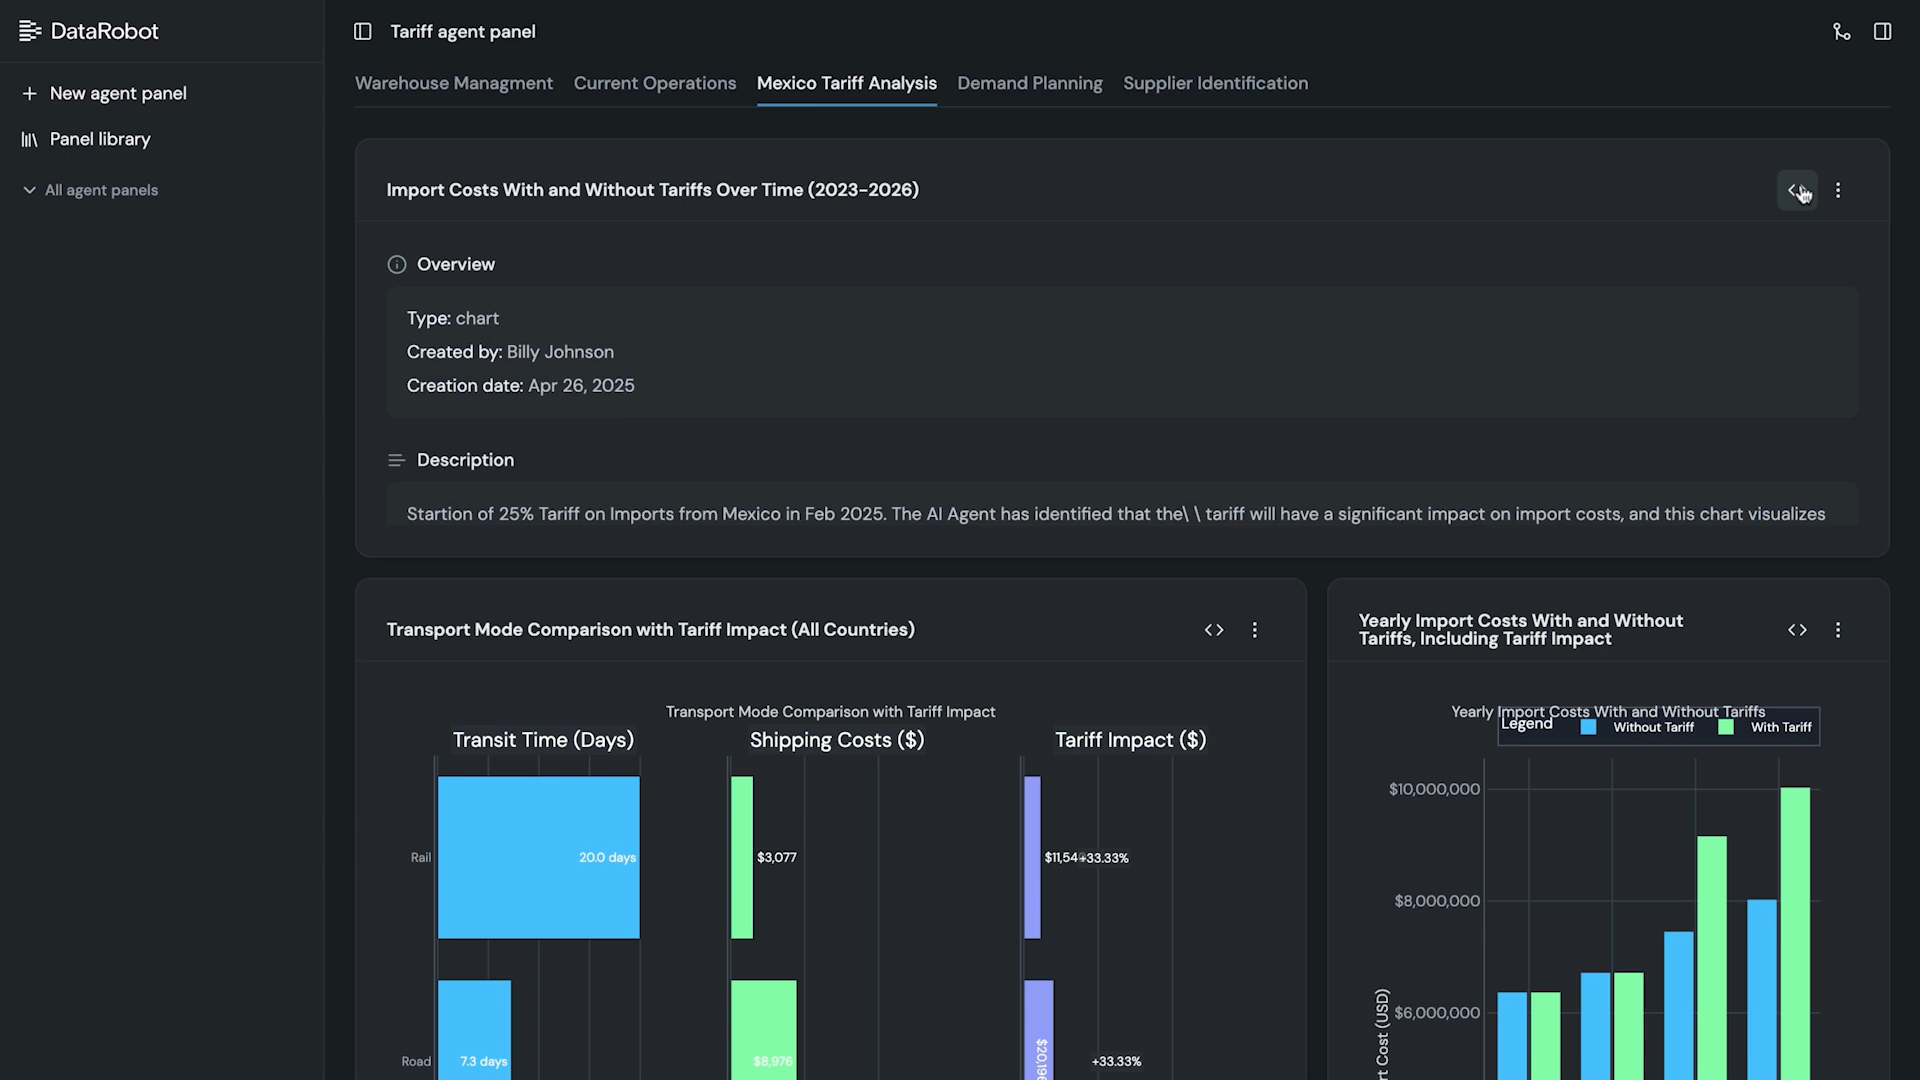 DataRobot
New agent panel
Panel library
All agent panels
Tariff agent panel
Warehouse Managment
Current Operations
Mexico Tariff Analysis
Demand Planning
Supplier Identification
Import Costs With and Without Tariffs Over Time (2023-2026)
Overview
Type: chart
Created by: Billy Johnson
Creation date: Apr 26, 2025
Description
Startion of 25% Tariff on Imports from Mexico in Feb 2025. The AI Agent has identified that the\ \ tariff will have a significant impact on import costs, and this chart visualizes
Transport Mode Comparison with Tariff Impact (All Countries)
Transport Mode Comparison with Tariff Impact
Transit Time (Days)
Shipping Costs ($)
Tariff Impact ($)
Rail
20.0 days
$3,077
+33.33%
Road
7.3 days
$8,976
+33.33%
Yearly Import Costs With and Without
Tariffs, Including Tariff Impact
Yearly Import Costs With and Without Tariffs
Legend
Without Tariff
With Tariff
$10,000,000
$8,000,000
$6,000,000
Cost (USD)